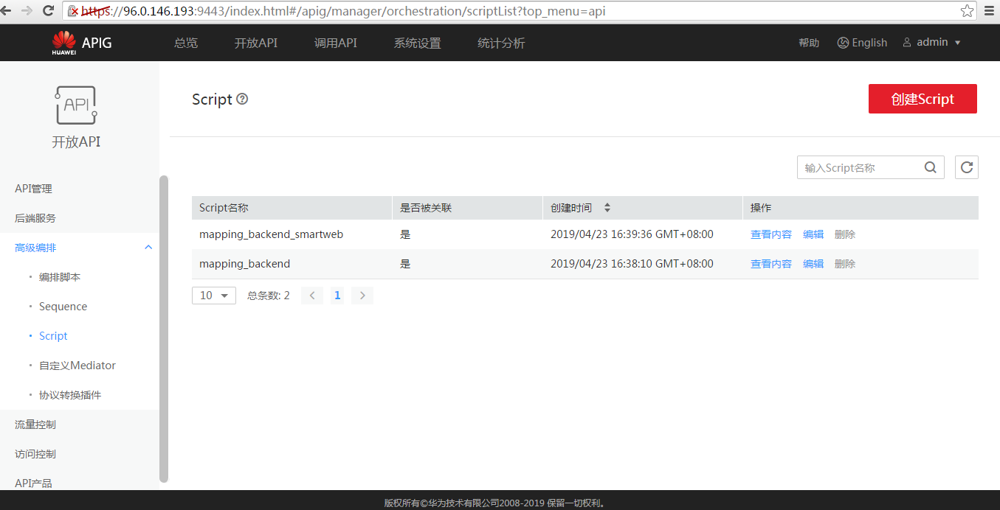 https://96.0.146.193:9443/index.html#/apig/manager/orchestration/scriptList?top_menu=api
HUAWEI APIG 总览 开放API 调用API 系统设置 统计分析 帮助 English admin
API
开放API
API管理
后端服务
高级编排
编排脚本
Sequence
Script
自定义Mediator
协议转换插件
流量控制
访问控制
API产品
Script ? 创建Script
输入Script名称
Script名称 是否被关联 创建时间 操作
mapping_backend_smartweb 是 2019/04/23 16:39:36 GMT+08:00 查看内容 编辑 删除
mapping_backend 是 2019/04/23 16:38:10 GMT+08:00 查看内容 编辑 删除
10 总条数: 2 < 1 >
版权所有©华为技术有限公司2008-2019 保留一切权利。